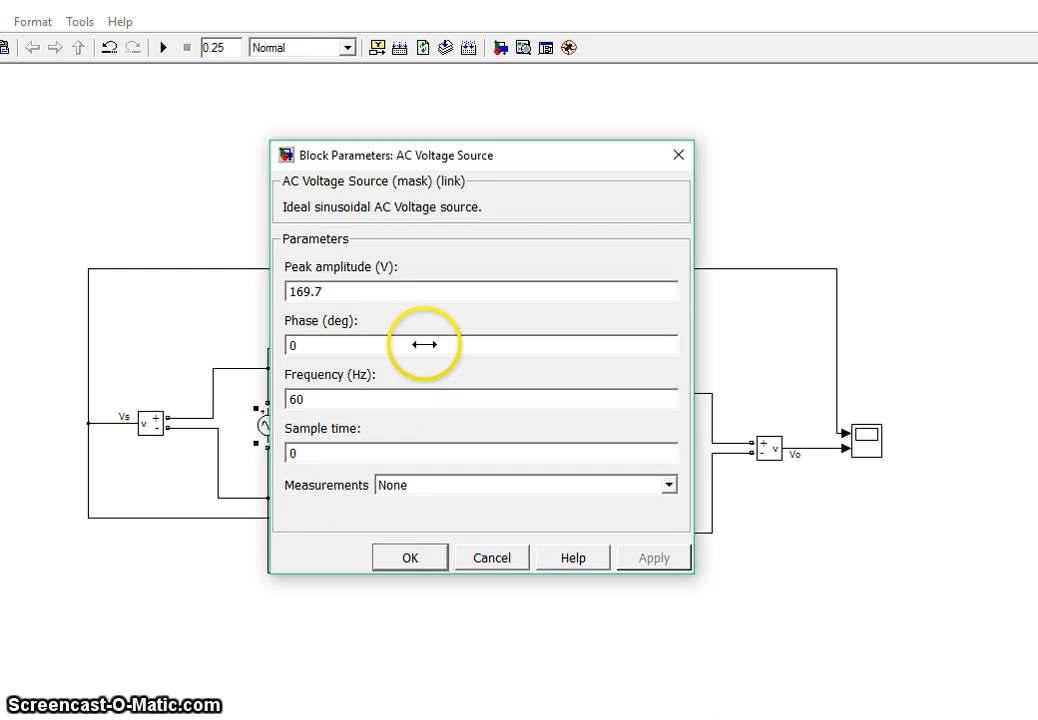 Format Tools Help
0.25 Normal
Block Parameters: AC Voltage Source
AC Voltage Source (mask) (link)
Ideal sinusoidal AC Voltage source.
Parameters
Peak amplitude (V):
169.7
Phase (deg):
0
Frequency (Hz):
60
Sample time:
0
Measurements None
OK Cancel Help Apply
Vs
v + -
+ - v
Vo
Screencast-O-Matic.com